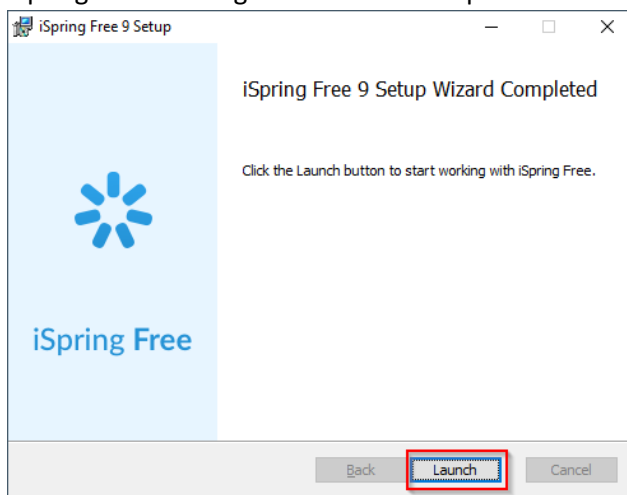 iSpring Free 9 Setup
iSpring Free 9 Setup Wizard Completed
Click the Launch button to start working with iSpring Free.
iSpring Free
Back
Launch
Cancel